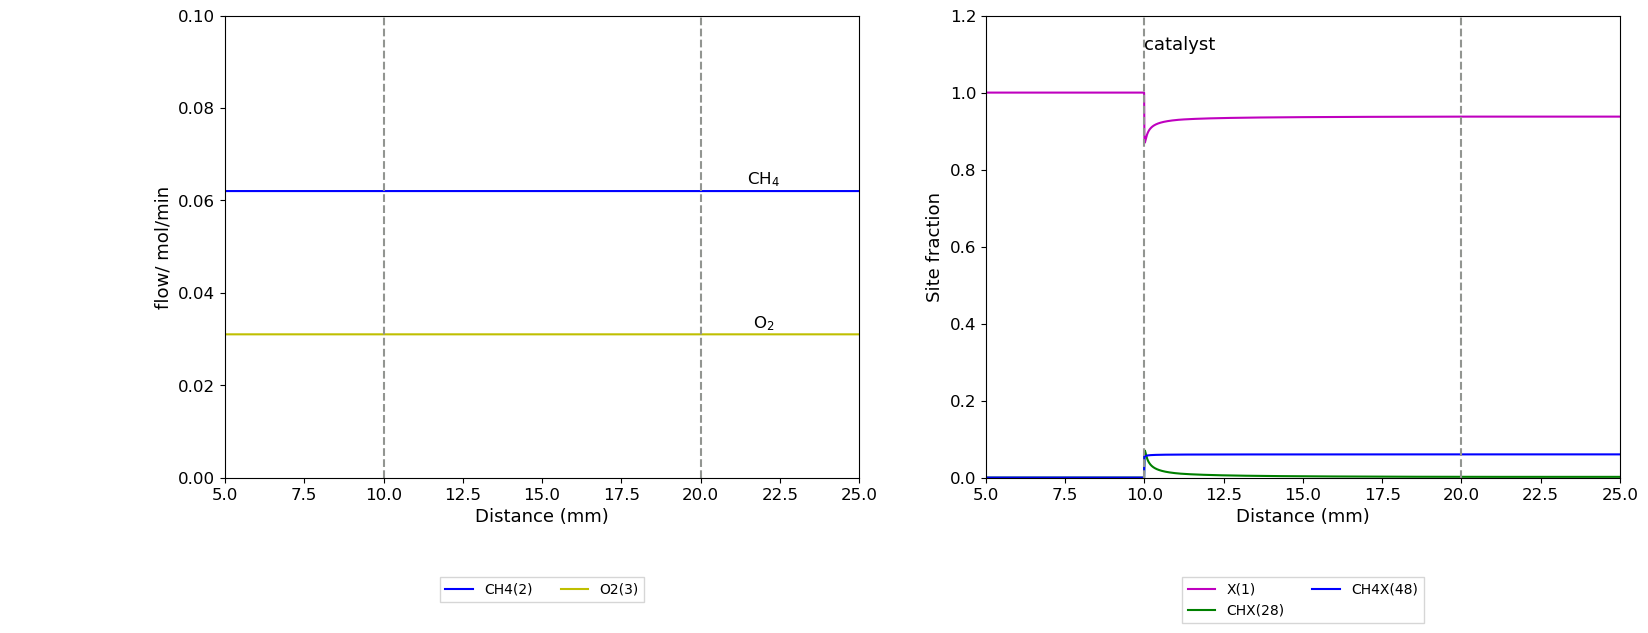 0.10
0.08
0.06
0.04
0.02
0.00
flow/ mol/min
CH₄
O₂
5.0 7.5 10.0 12.5 15.0 17.5 20.0 22.5 25.0
Distance (mm)
CH4(2) O2(3)
1.2
1.0
0.8
0.6
0.4
0.2
0.0
Site fraction
catalyst
5.0 7.5 10.0 12.5 15.0 17.5 20.0 22.5 25.0
Distance (mm)
X(1) CH4X(48)
CHX(28)